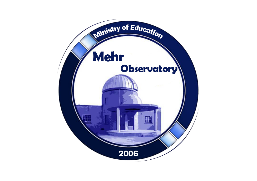 Ministry of Education
Mehr
Observatory
2006